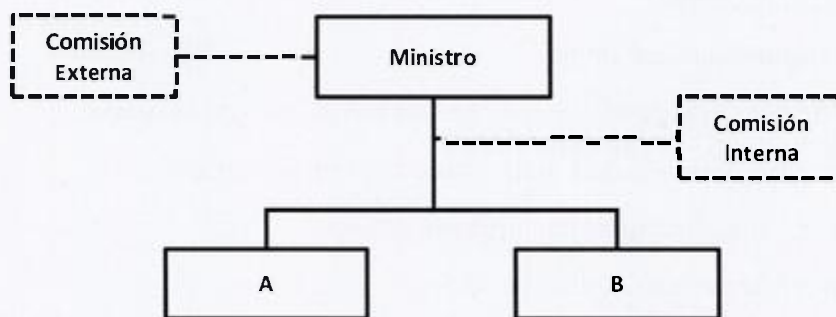 Comisión
Externa
Ministro
Comisión
Interna
A
B